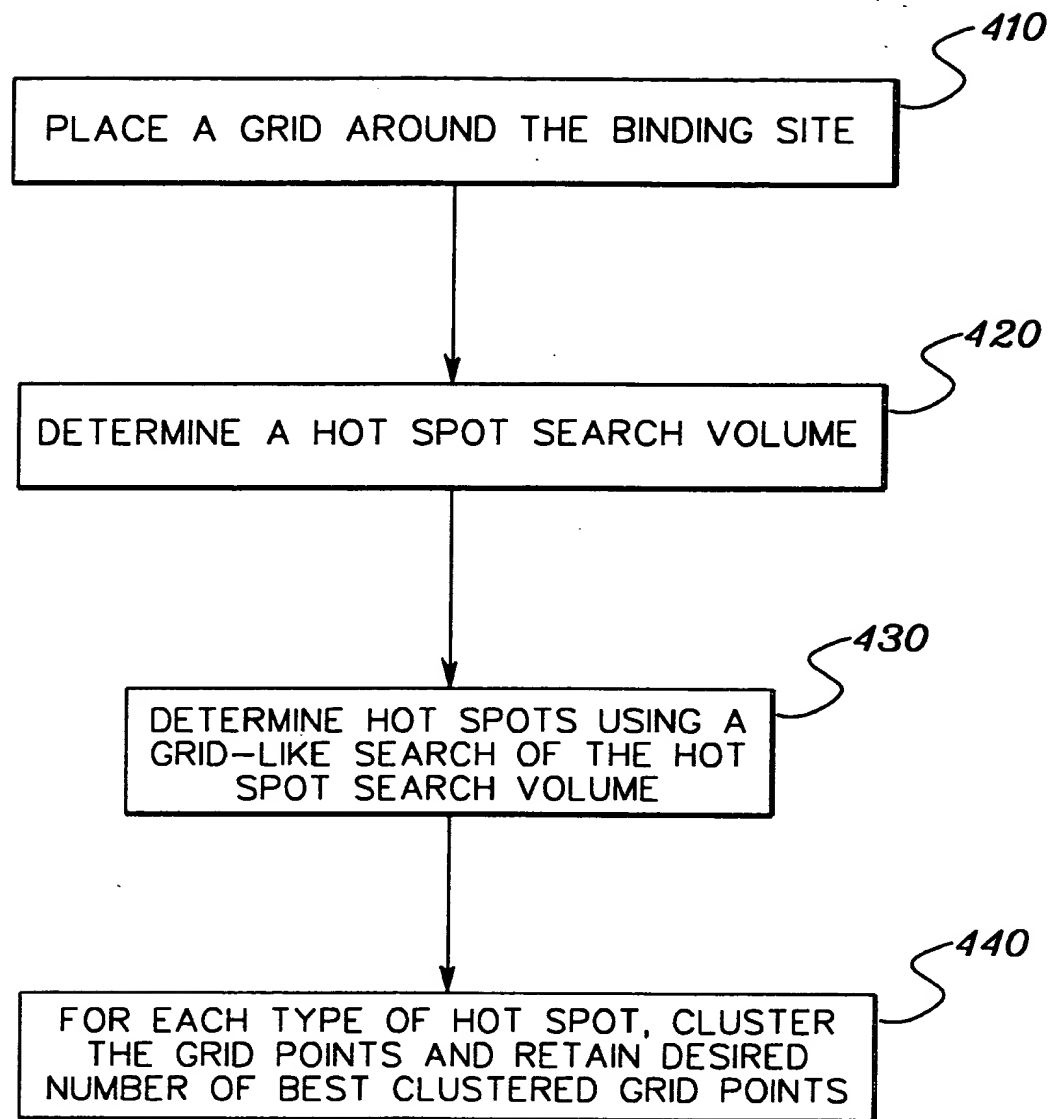 410
PLACE A GRID AROUND THE BINDING SITE
420
DETERMINE A HOT SPOT SEARCH VOLUME
430
DETERMINE HOT SPOTS USING A
GRID–LIKE SEARCH OF THE HOT
SPOT SEARCH VOLUME
440
FOR EACH TYPE OF HOT SPOT, CLUSTER
THE GRID POINTS AND RETAIN DESIRED
NUMBER OF BEST CLUSTERED GRID POINTS